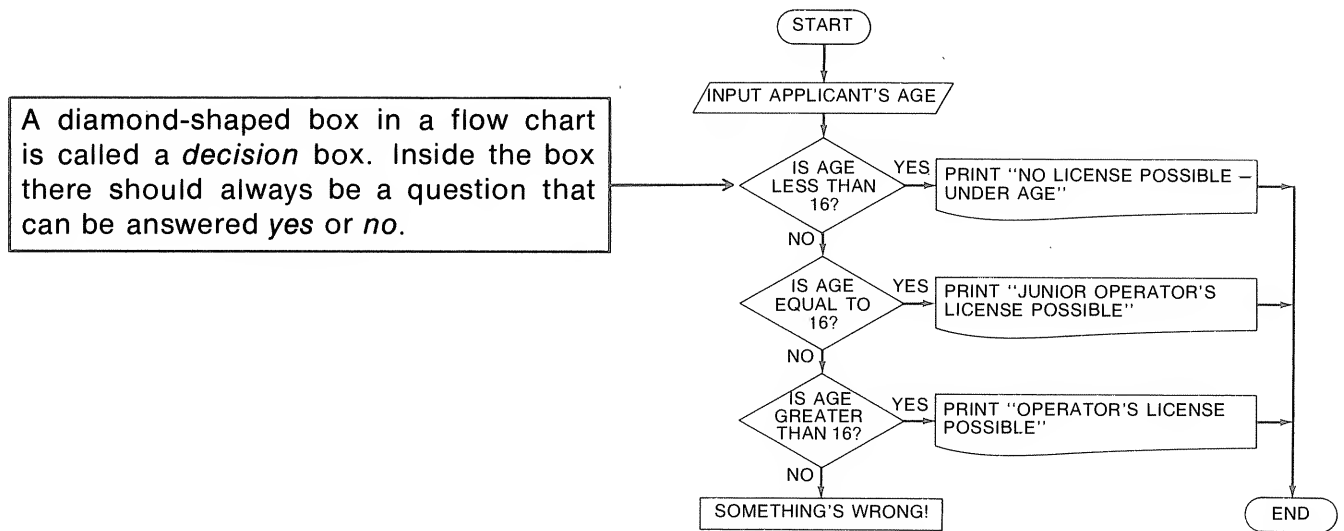 START
INPUT APPLICANT'S AGE
A diamond-shaped box in a flow chart
is called a decision box. Inside the box
there should always be a question that
can be answered yes or no.
IS AGE
LESS THAN
16?
YES
PRINT "NO LICENSE POSSIBLE –
UNDER AGE"
NO
IS AGE
EQUAL TO
16?
YES
PRINT "JUNIOR OPERATOR'S
LICENSE POSSIBLE"
NO
IS AGE
GREATER
THAN 16?
YES
PRINT "OPERATOR'S LICENSE
POSSIBLE"
NO
SOMETHING'S WRONG!
END